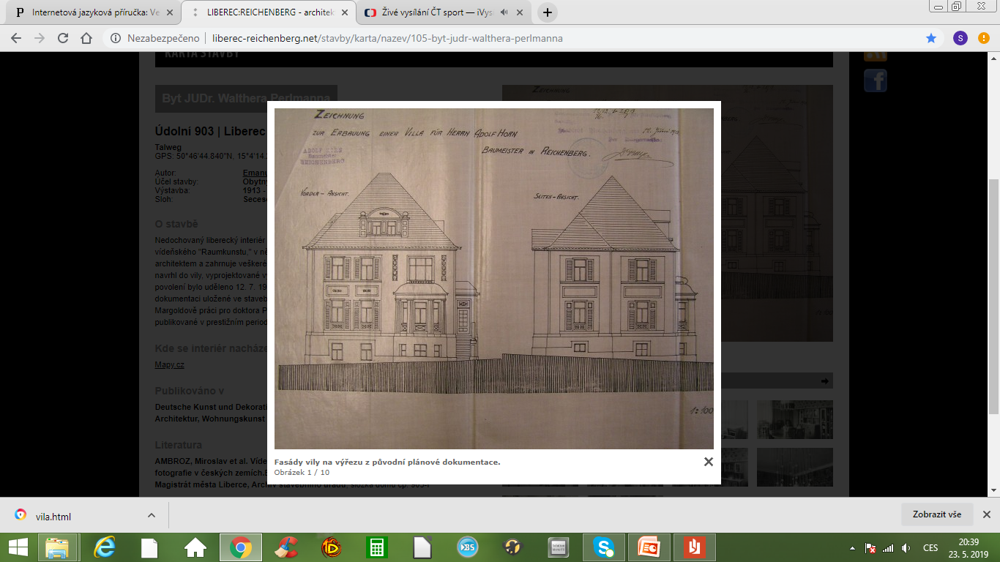 Internetová jazyková příručka: Ve
LIBEREC:REICHENBERG - architek
Živé vysílání ČT sport — iVys
Nezabezpečeno
liberec-reichenberg.net/stavby/karta/nazev/105-byt-judr-walthera-perlmanna
S
KARTA STAVBY
Byt JUDr. Walthera Perlmanna
Údolní 903 | Liberec
Talweg
GPS: 50°46'44.840"N, 15°4'14.
Autor: Emanu
Účel stavby: Obytný
Výstavba: 1913 -
Sloh: Seces
O stavbě
Nedochovaný liberecký interiér
vídeňského "Raumkunstu," v ně
architektem a zahrnuje veškeré
navrhl do vily, vyprojektované v
povolení bylo uděleno 12. 7. 19
dokumentaci uložené ve staveb
Margoldově práci pro doktora P
publikované v prestižním period
Kde se interiér nacháze
Mapy.cz
Publikováno v
Deutsche Kunst und Dekorati
Architektur, Wohnungskunst
Literatura
AMBROZ, Miroslav et al. Víde
fotografie v českých zemích.B
Magistrát města Liberce, Archiv stavebního úřadu, složka domu čp. 903-I
ZEICHNUNG
ZUR ERBAUUNG EINER VILLA FÜR HERRN ADOLF HORN
BAUMEISTER IN REICHENBERG.
ADOLF HORN
Baumeister
REICHENBERG
VORDER-ANSICHT.
SEITEN-ANSICHT.
1:100
Fasády vily na výřezu z původní plánové dokumentace.
Obrázek 1 / 10
vila.html
Zobrazit vše
CES
20:39
23. 5. 2019